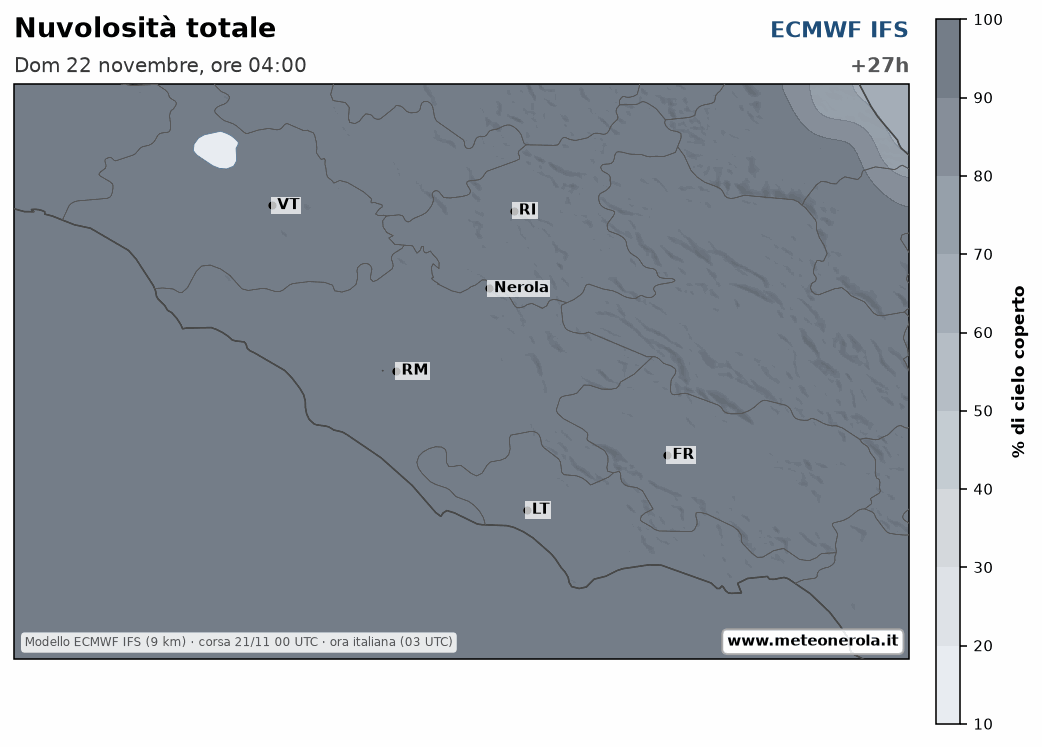 Nuvolosità totale
ECMWF IFS
Dom 22 novembre, ore 04:00
+27h
100
90
80
70
60
50
40
30
20
10
% di cielo coperto
VT
RI
Nerola
RM
FR
LT
Modello ECMWF IFS (9 km) · corsa 21/11 00 UTC · ora italiana (03 UTC)
www.meteonerola.it